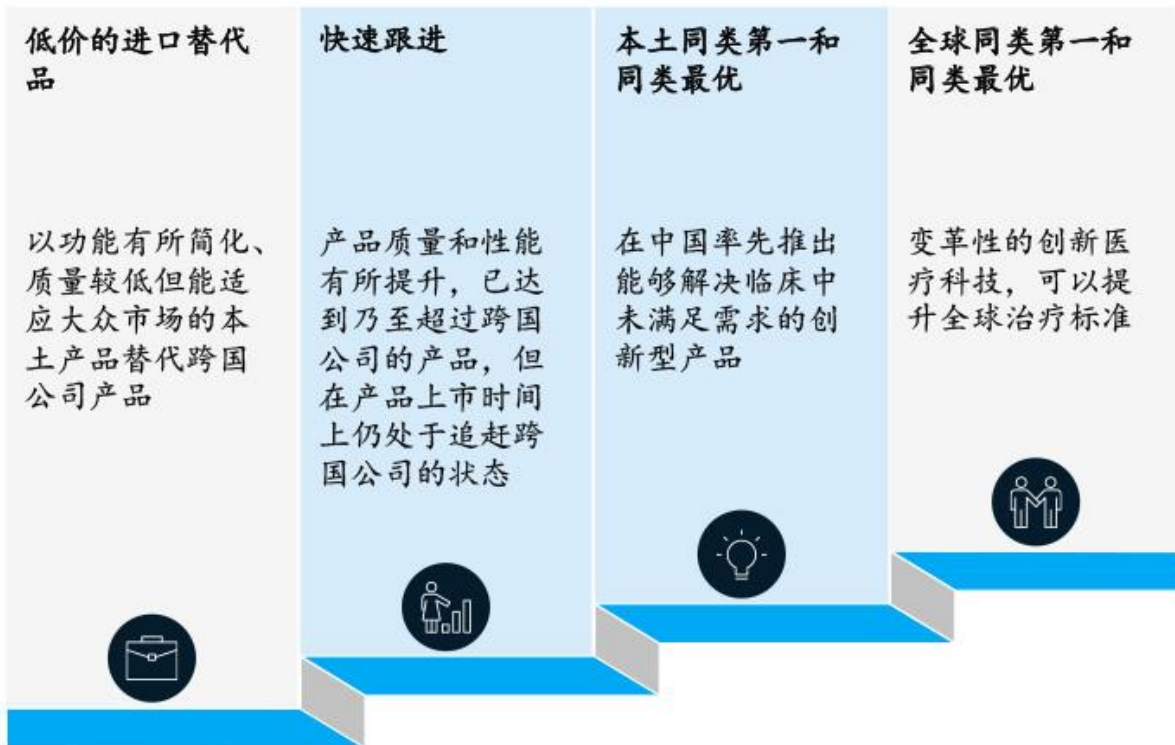 低价的进口替代
品
以功能有所简化、
质量较低但能适
应大众市场的本
土产品替代跨国
公司产品
快速跟进
产品质量和性能
有所提升，已达
到乃至超过跨国
公司的产品，但
在产品上市时间
上仍处于追赶跨
国公司的状态
本土同类第一和
同类最优
在中国率先推出
能够解决临床中
未满足需求的创
新型产品
全球同类第一和
同类最优
变革性的创新医
疗科技，可以提
升全球治疗标准